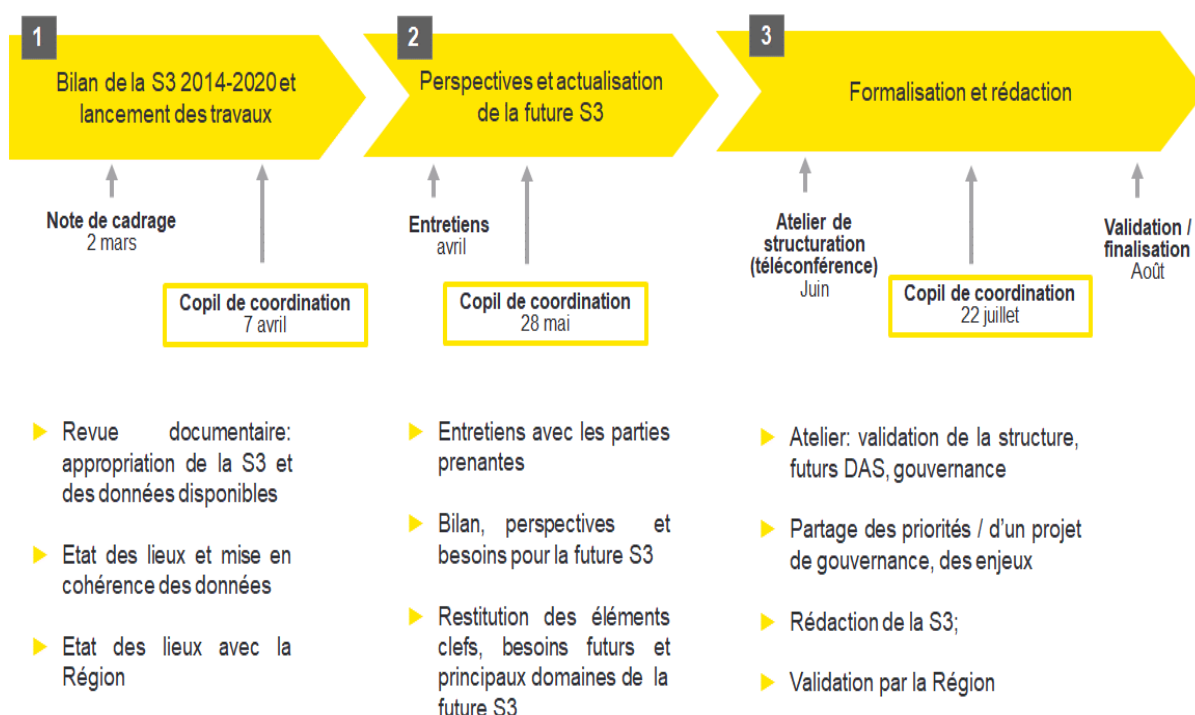 1
Bilan de la S3 2014-2020 et
lancement des travaux
2
Perspectives et actualisation
de la future S3
3
Formalisation et rédaction
Note de cadrage
2 mars
Copil de coordination
7 avril
Entretiens
avril
Copil de coordination
28 mai
Atelier de
structuration
(téléconférence)
Juin
Copil de coordination
22 juillet
Validation /
finalisation
Août
Revue documentaire:
appropriation de la S3 et
des données disponibles
Etat des lieux et mise en
cohérence des données
Etat des lieux avec la
Région
Entretiens avec les parties
prenantes
Bilan, perspectives et
besoins pour la future S3
Restitution des éléments
clefs, besoins futurs et
principaux domaines de la
future S3
Atelier: validation de la structure,
futurs DAS, gouvernance
Partage des priorités / d'un projet
de gouvernance, des enjeux
Rédaction de la S3;
Validation par la Région